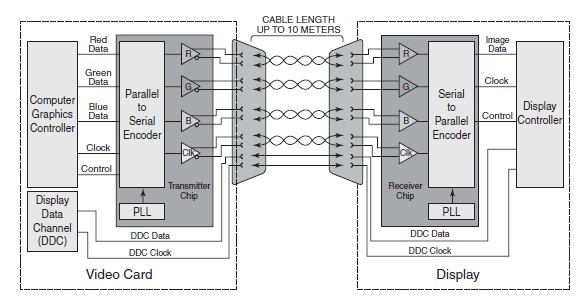 CABLE LENGTH
UP TO 10 METERS
Red
Data
Green
Data
Blue
Data
Clock
Control
Computer
Graphics
Controller
Parallel
to
Serial
Encoder
R
G
B
Clk
PLL
Transmitter
Chip
Display
Data
Channel
(DDC)
DDC Data
DDC Clock
Video Card
R
G
B
Clk
Receiver
Chip
Serial
to
Parallel
Encoder
PLL
Image
Data
Clock
Control
Display
Controller
DDC Data
DDC Clock
Display